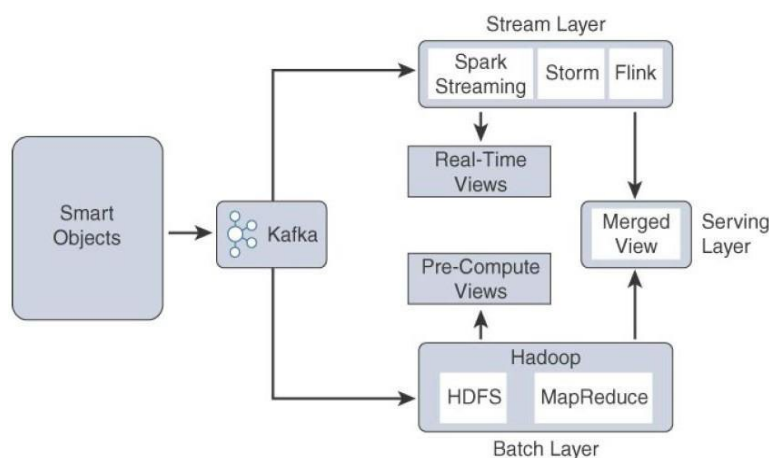 Stream Layer
Spark
Streaming
Storm
Flink
Real-Time
Views
Smart
Objects
Kafka
Merged
View
Serving
Layer
Pre-Compute
Views
Hadoop
HDFS
MapReduce
Batch Layer